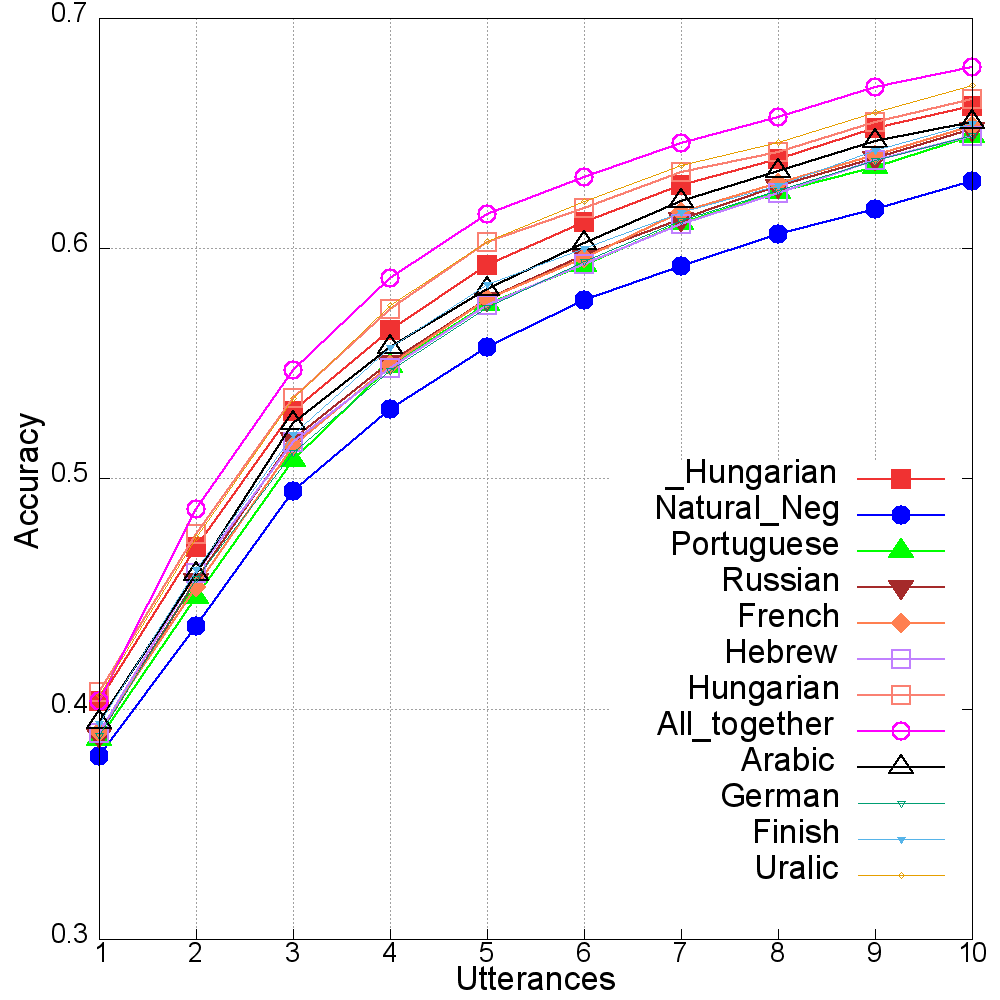 0.7
0.6
0.5
0.4
0.3
Accuracy
_Hungarian
Natural_Neg
Portuguese
Russian
French
Hebrew
Hungarian
All_together
Arabic
German
Finish
Uralic
1 2 3 4 5 6 7 8 9 10
Utterances